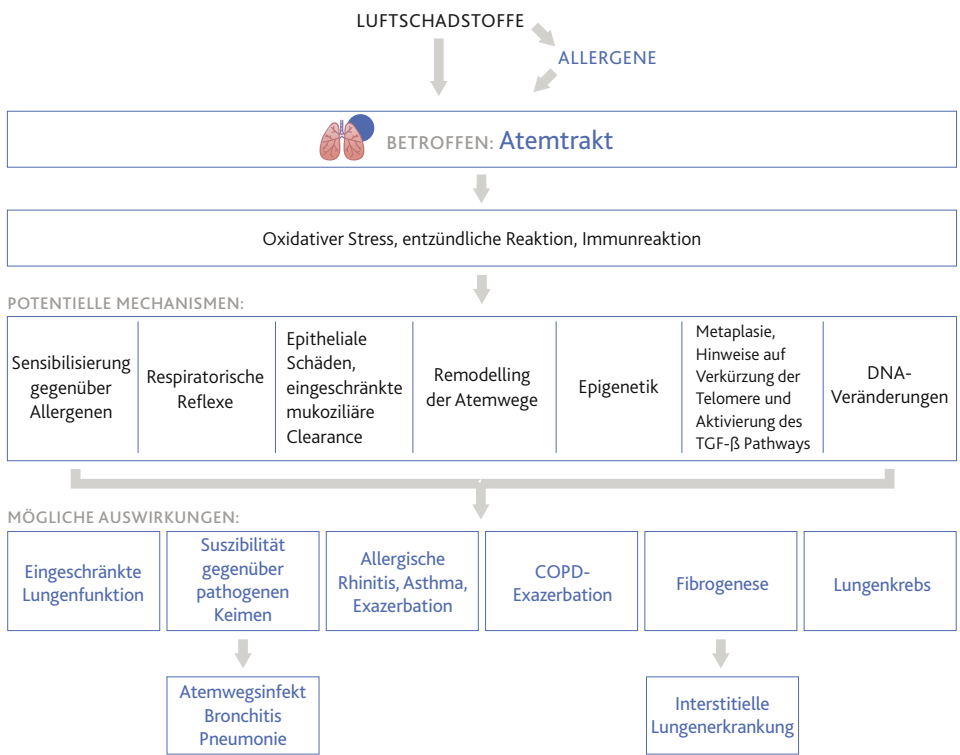 LUFTSCHADSTOFFE
ALLERGENE
BETROFFEN: Atemtrakt
Oxidativer Stress, entzündliche Reaktion, Immunreaktion
POTENTIELLE MECHANISMEN:
Sensibilisierung
gegenüber
Allergenen
Respiratorische
Reflexe
Epitheliale
Schäden,
eingeschränkte
mukoziliäre
Clearance
Remodelling
der Atemwege
Epigenetik
Metaplasie,
Hinweise auf
Verkürzung der
Telomere und
Aktivierung des
TGF-ß Pathways
DNA-
Veränderungen
MÖGLICHE AUSWIRKUNGEN:
Eingeschränkte
Lungenfunktion
Suszibilität
gegenüber
pathogenen
Keimen
Allergische
Rhinitis, Asthma,
Exazerbation
COPD-
Exazerbation
Fibrogenese
Lungenkrebs
Atemwegsinfekt
Bronchitis
Pneumonie
Interstitielle
Lungenerkrankung